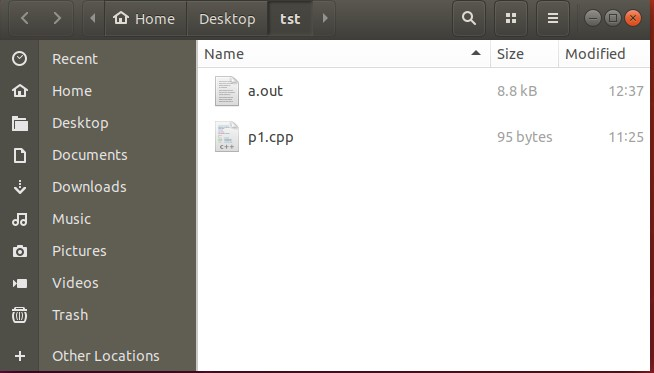 Home Desktop tst
Name Size Modified
Recent
Home
Desktop
Documents
Downloads
Music
Pictures
Videos
Trash
Other Locations
a.out 8.8 kB 12:37
p1.cpp 95 bytes 11:25
c++